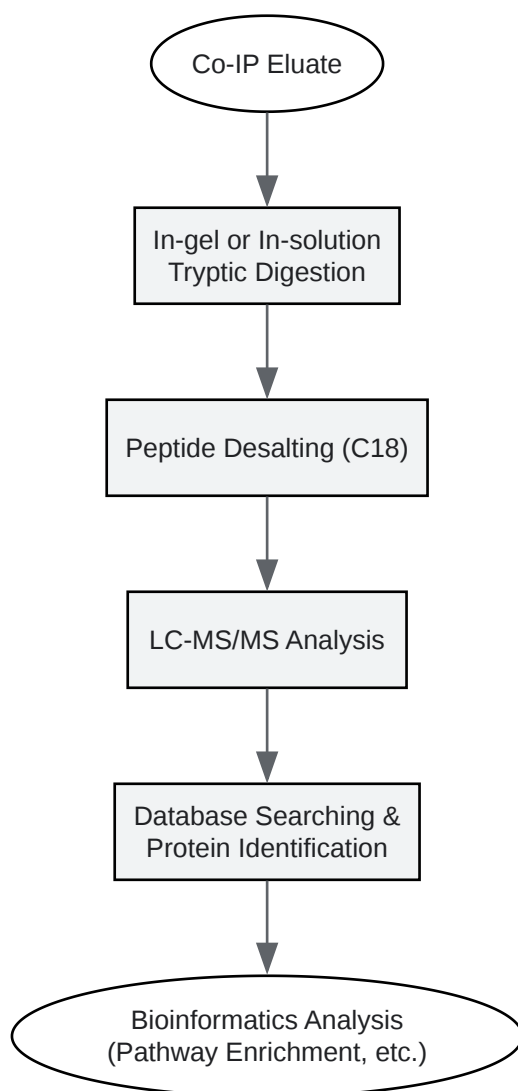 Co-IP Eluate
In-gel or In-solution
Tryptic Digestion
Peptide Desalting (C18)
LC-MS/MS Analysis
Database Searching &
Protein Identification
Bioinformatics Analysis
(Pathway Enrichment, etc.)